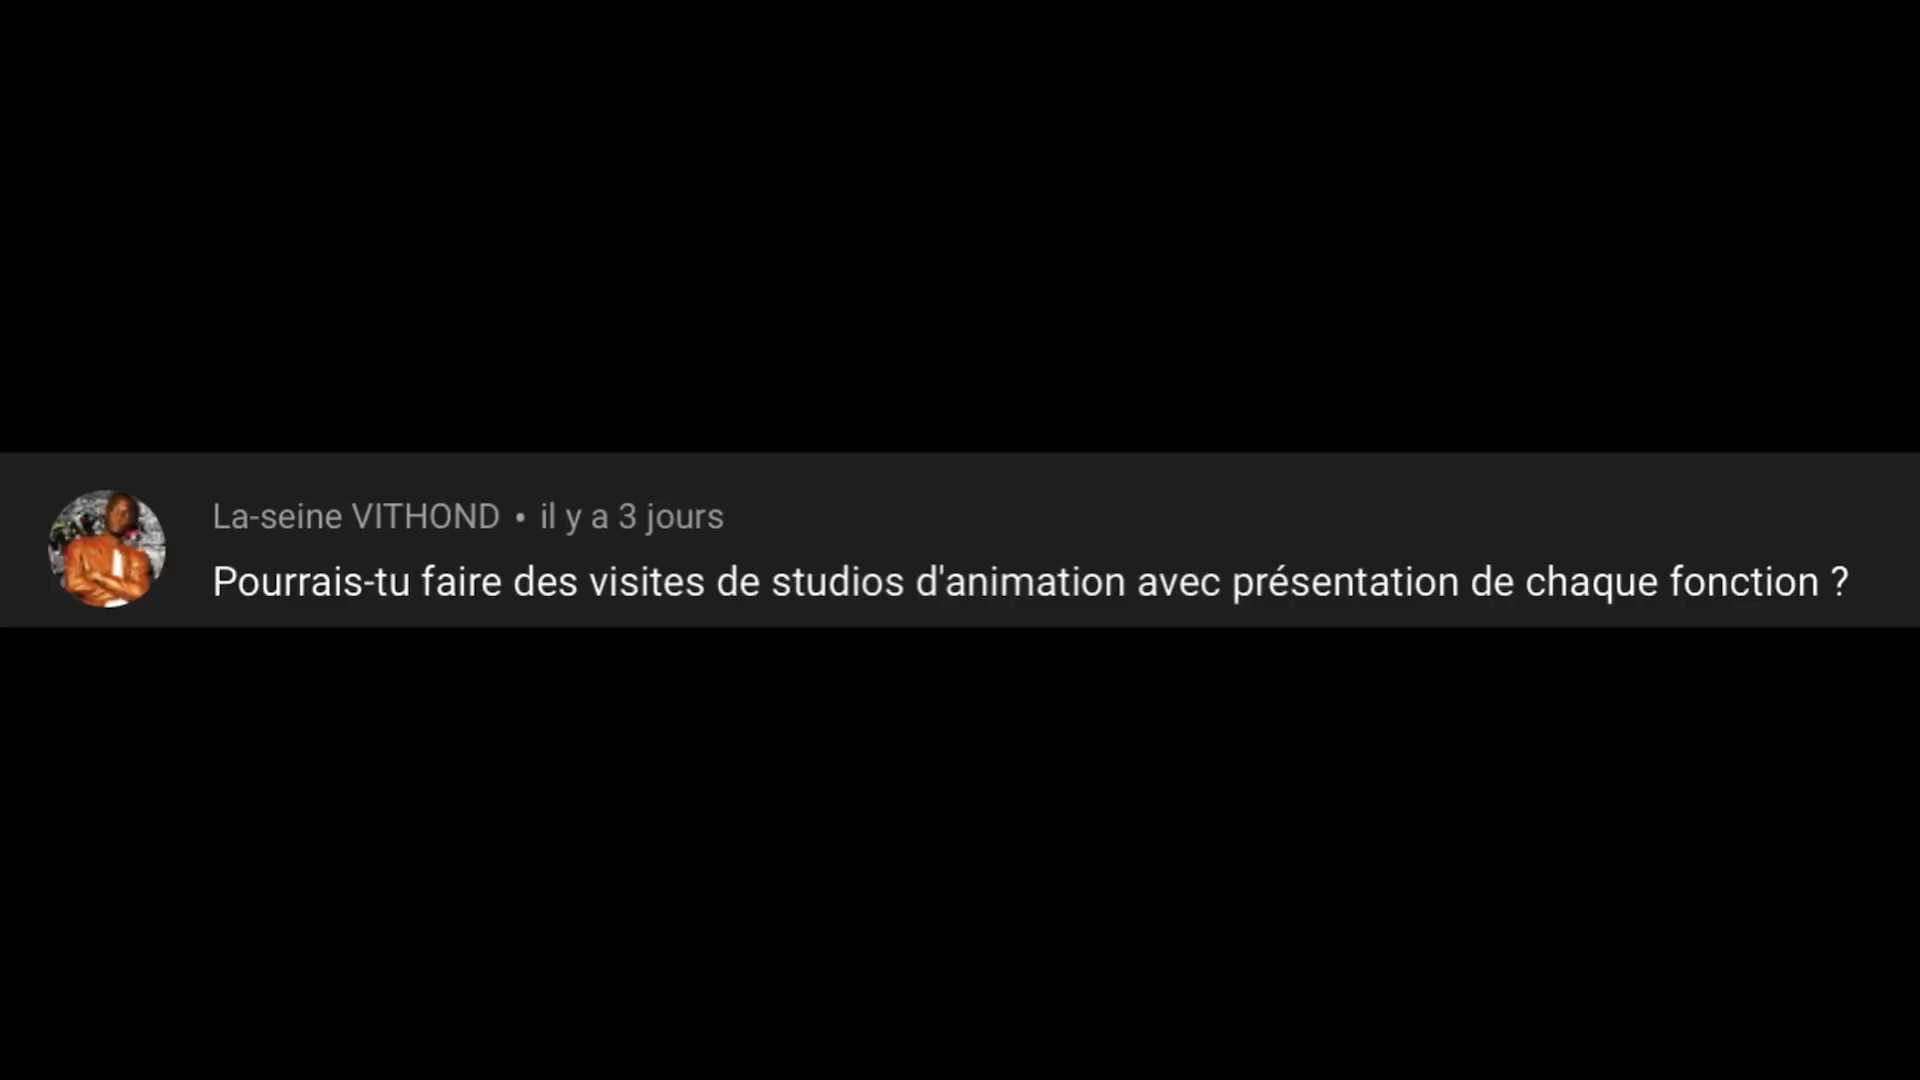 La-seine VITHOND • il y a 3 jours
Pourrais-tu faire des visites de studios d'animation avec présentation de chaque fonction ?